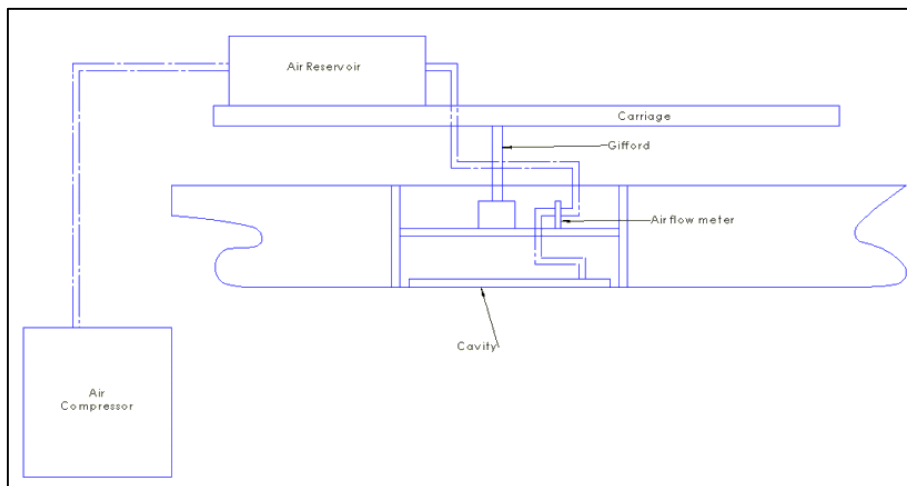 Air Reservoir
Carriage
Gifford
Air flow meter
Cavity
Air
Compressor